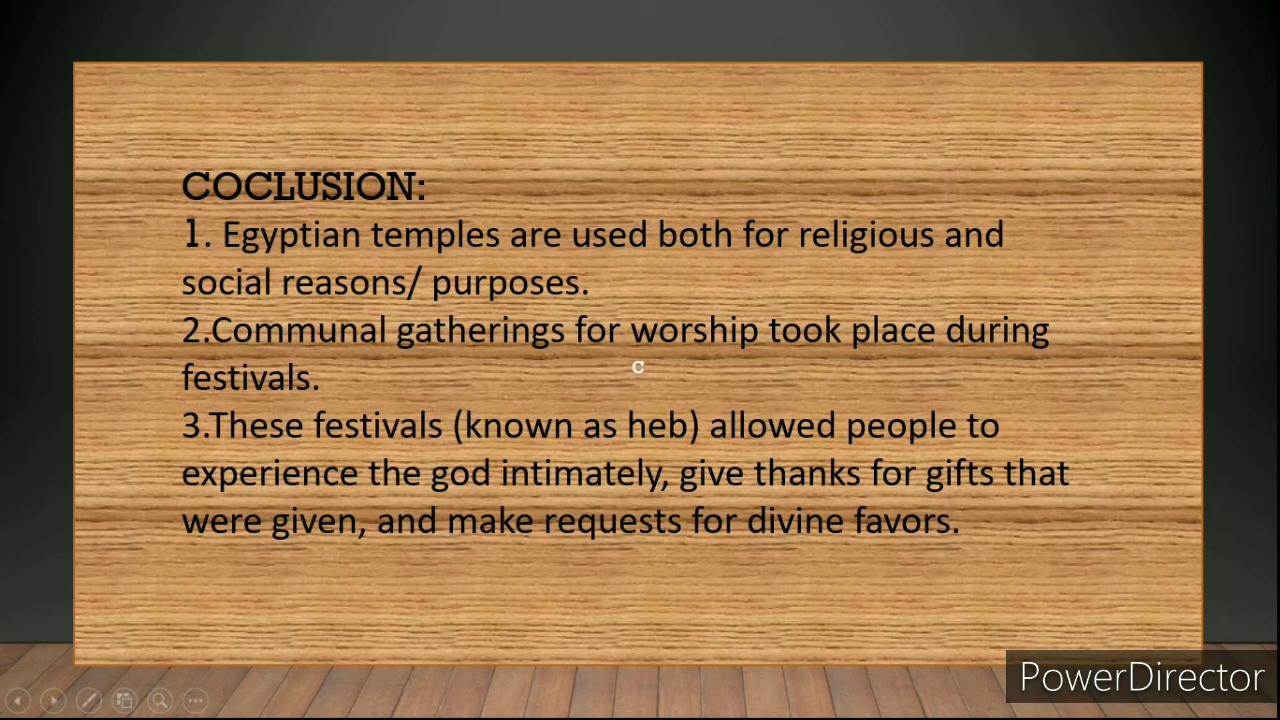 COCLUSION:
1. Egyptian temples are used both for religious and
social reasons/ purposes.
2.Communal gatherings for worship took place during
c
festivals.
3.These festivals (known as heb) allowed people to
experience the god intimately, give thanks for gifts that
were given, and make requests for divine favors.
PowerDirector